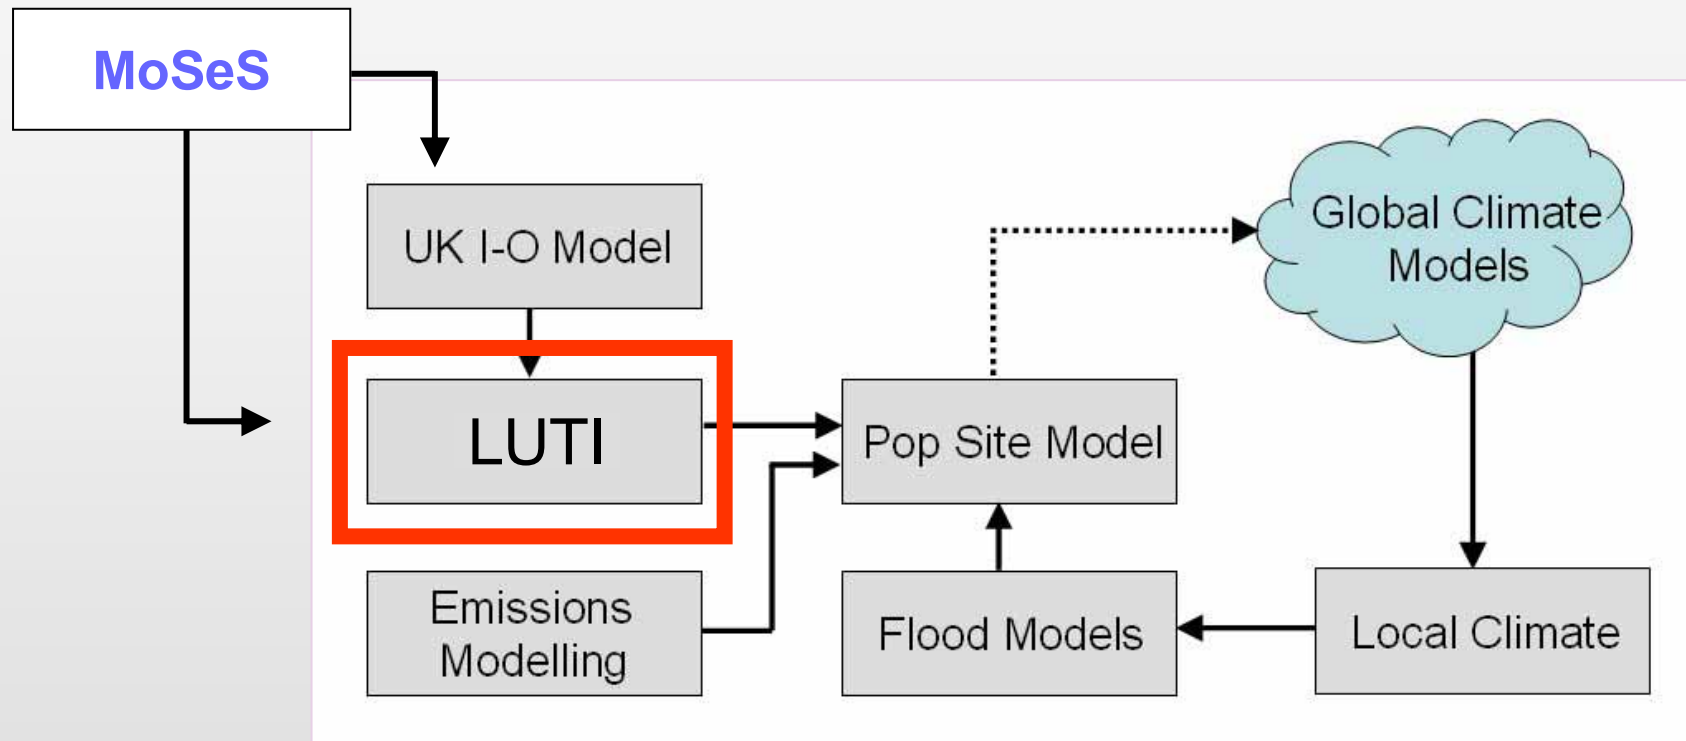 MoSeS
UK I-O Model
Global Climate
Models
LUTI
Pop Site Model
Emissions
Modelling
Flood Models
Local Climate